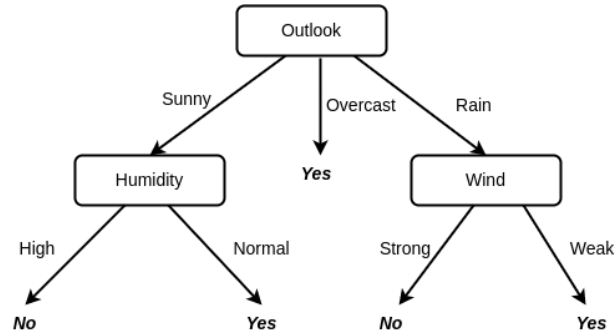 Outlook
Sunny
Overcast
Rain
Yes
Humidity
Wind
High
Normal
Strong
Weak
No
Yes
No
Yes